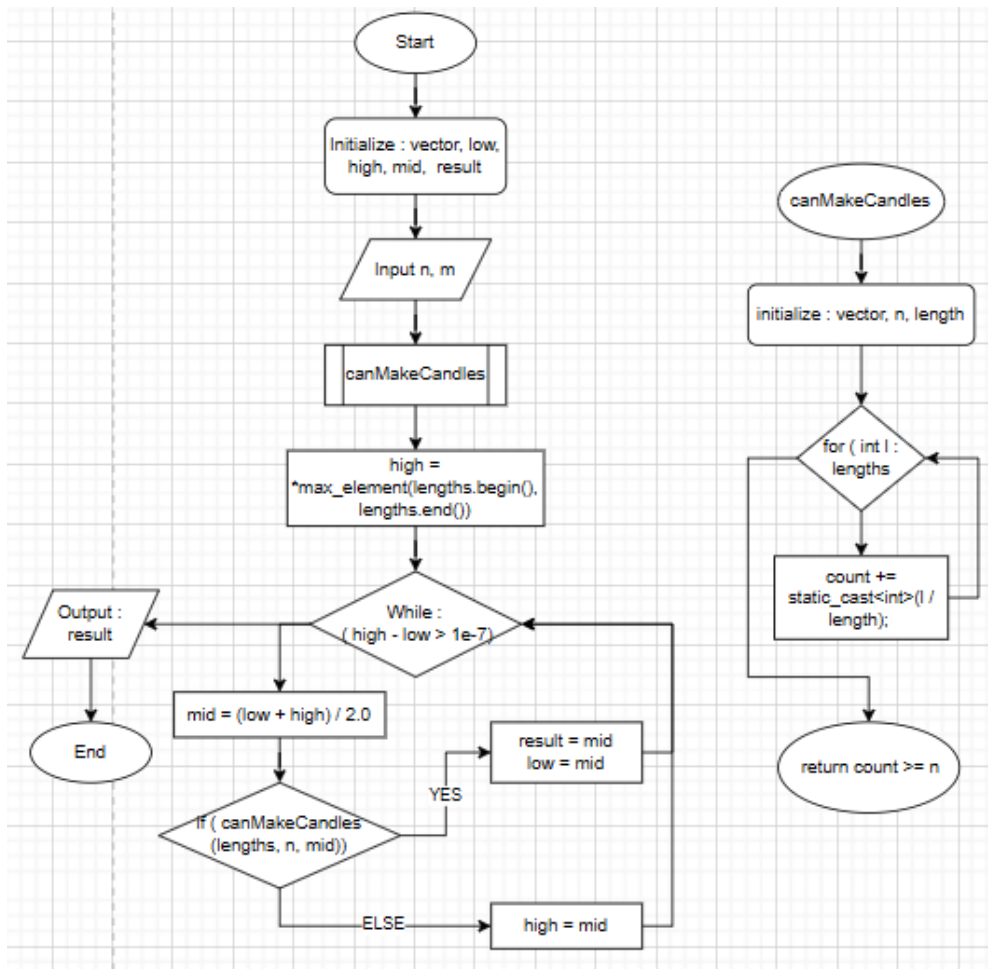 Start
Initialize : vector, low,
high, mid, result
Input n, m
canMakeCandles
high =
*max_element(lengths.begin(),
lengths.end())
While :
( high - low > 1e-7)
Output :
result
End
mid = (low + high) / 2.0
If ( canMakeCandles
(lengths, n, mid))
YES
result = mid
low = mid
ELSE
high = mid
canMakeCandles
initialize : vector, n, length
for ( int l :
lengths
count +=
static_cast<int>(l /
length);
return count >= n